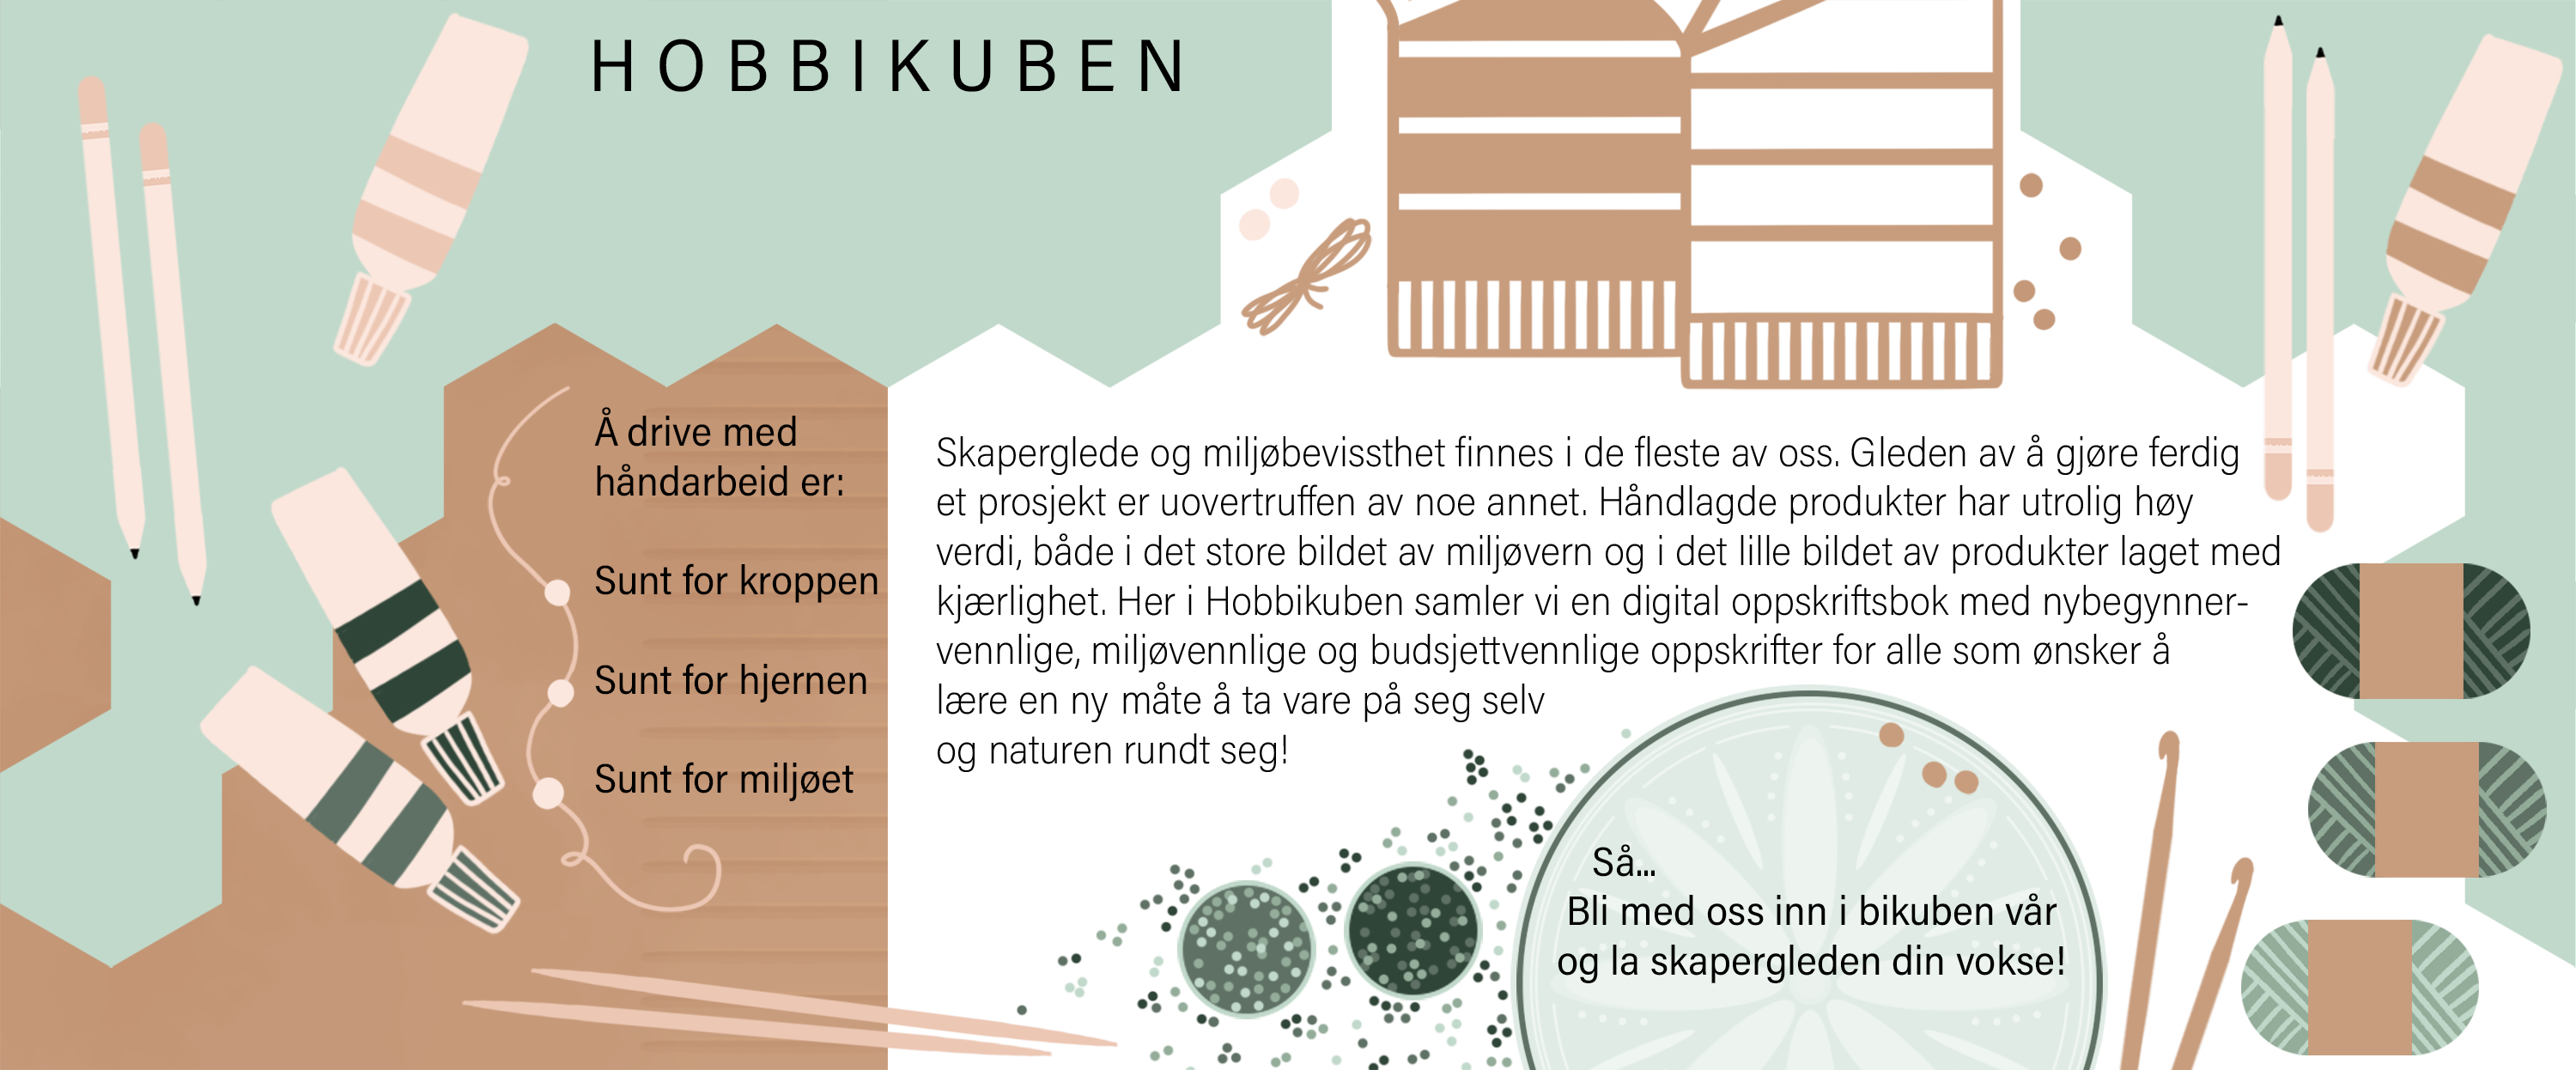 HOBBIKUBEN
Å drive med
håndarbeid er:
Sunt for kroppen
Sunt for hjernen
Sunt for miljøet
Skaperglede og miljøbevissthet finnes i de fleste av oss. Gleden av å gjøre ferdig
et prosjekt er uovertruffen av noe annet. Håndlagde produkter har utrolig høy
verdi, både i det store bildet av miljøvern og i det lille bildet av produkter laget med
kjærlighet. Her i Hobbikuben samler vi en digital oppskriftsbok med nybegynner-
vennlige, miljøvennlige og budsjettvennlige oppskrifter for alle som ønsker å
lære en ny måte å ta vare på seg selv
og naturen rundt seg!
Så...
Bli med oss inn i bikuben vår
og la skapergleden din vokse!